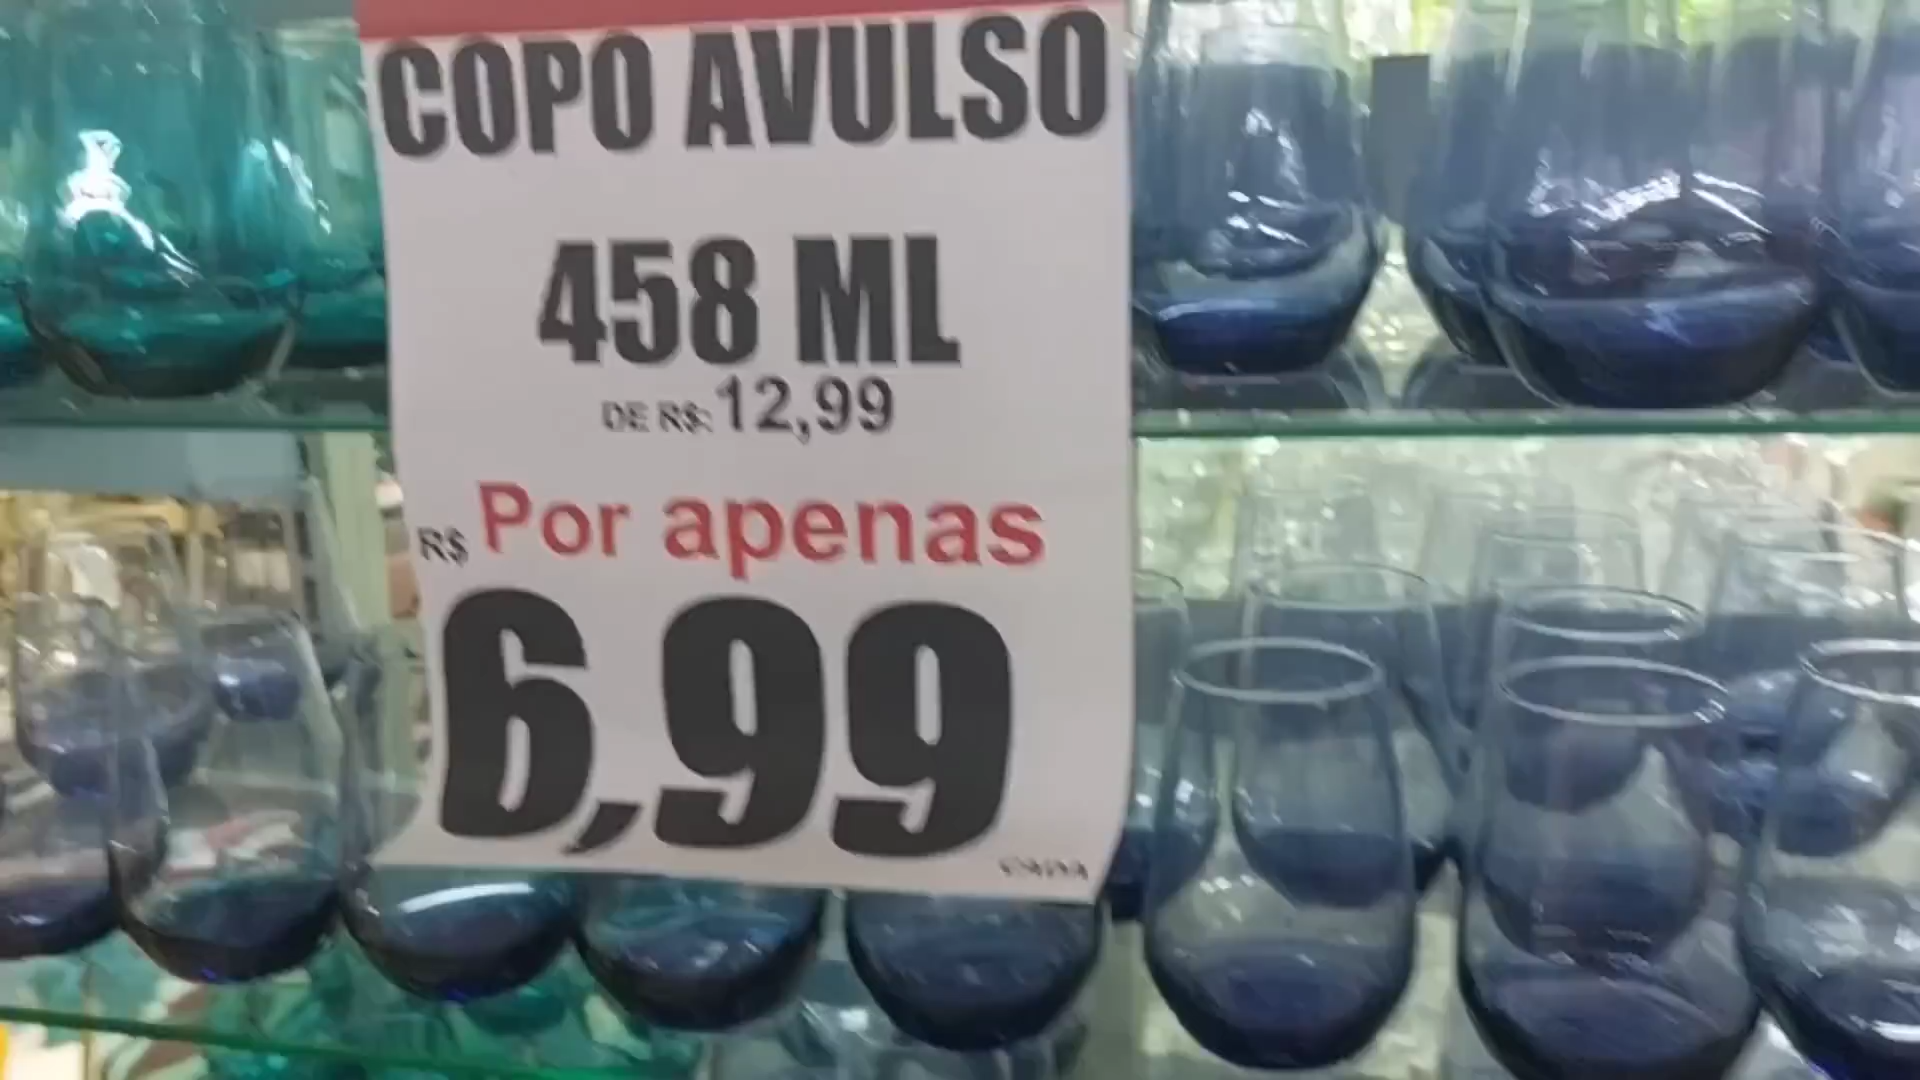 COPO AVULSO
458 ML
DE R$: 12,99
R$ Por apenas
6,99